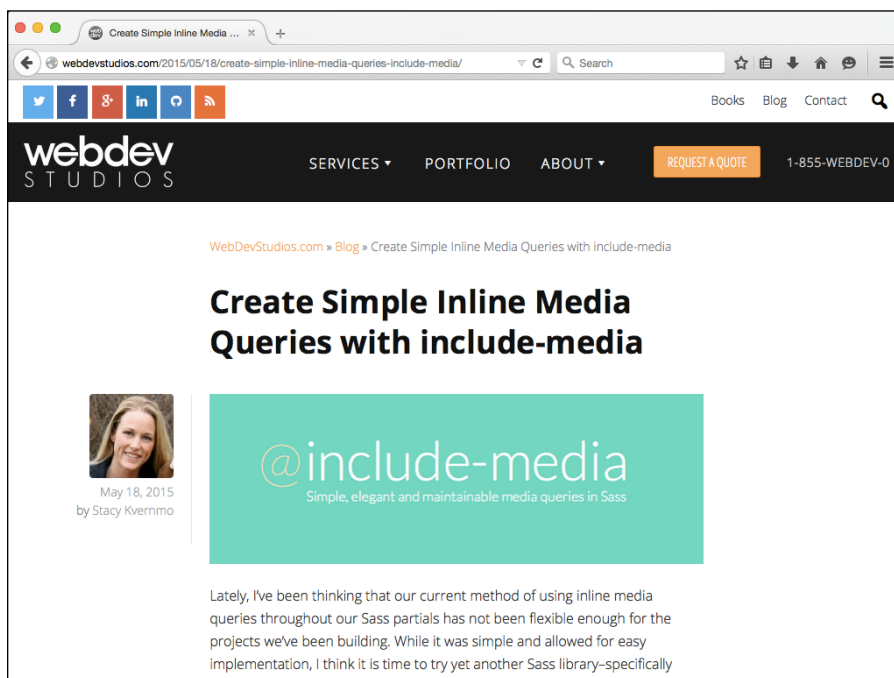 Create Simple Inline Media ...
webdevstudios.com/2015/05/18/create-simple-inline-media-queries-include-media/
Search
Books Blog Contact
webdev
STUDIOS
SERVICES PORTFOLIO ABOUT REQUEST A QUOTE 1-855-WEBDEV-0
WebDevStudios.com » Blog » Create Simple Inline Media Queries with include-media
Create Simple Inline Media
Queries with include-media
@include-media
Simple, elegant and maintainable media queries in Sass
May 18, 2015
by Stacy Kvernmo
Lately, I've been thinking that our current method of using inline media
queries throughout our Sass partials has not been flexible enough for the
projects we've been building. While it was simple and allowed for easy
implementation, I think it is time to try yet another Sass library–specifically